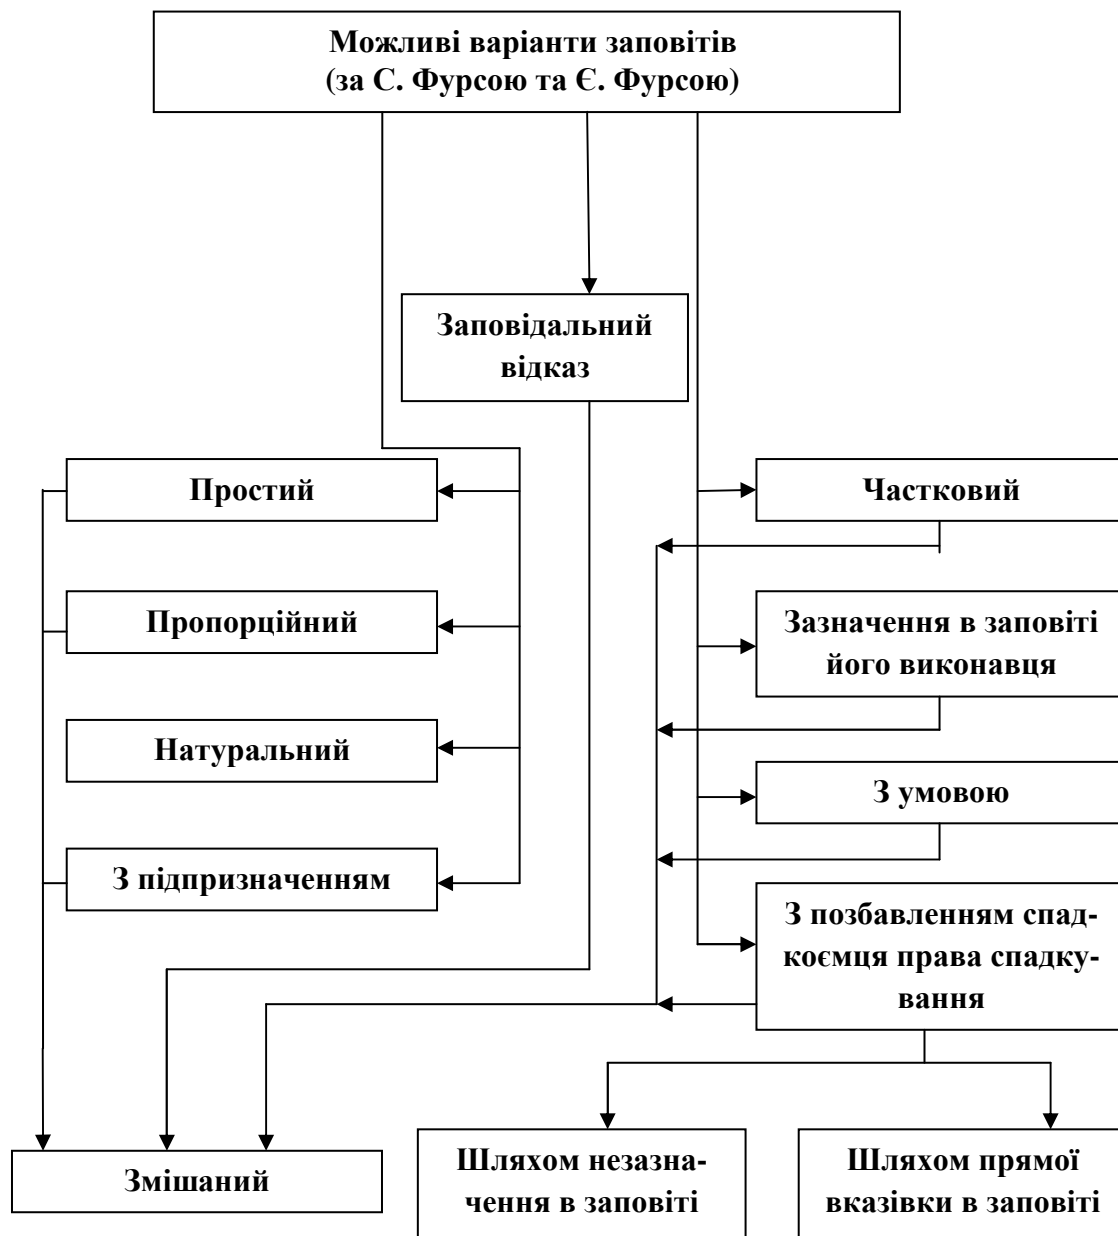 Можливі варіанти заповітів
(за С. Фурсою та Є. Фурсою)
Заповідальний
відказ
Простий
Частковий
Пропорційний
Зазначення в заповіті
його виконавця
Натуральний
З умовою
З підпризначенням
З позбавленням спад-
коємця права спадку-
вання
Змішаний
Шляхом незазна-
чення в заповіті
Шляхом прямої
вказівки в заповіті